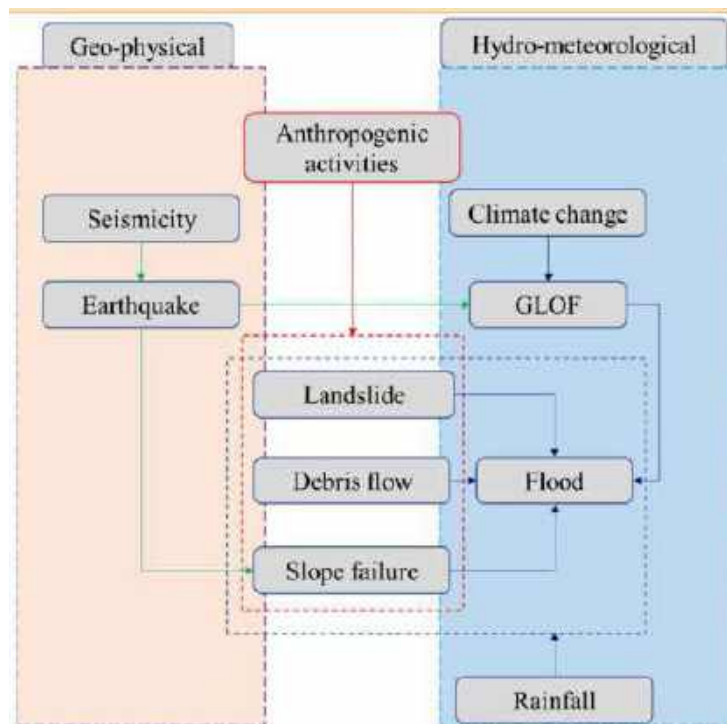 Geo-physical
Hydro-meteorological
Anthropogenic
activities
Seismicity
Climate change
Earthquake
GLOF
Landslide
Debris flow
Flood
Slope failure
Rainfall